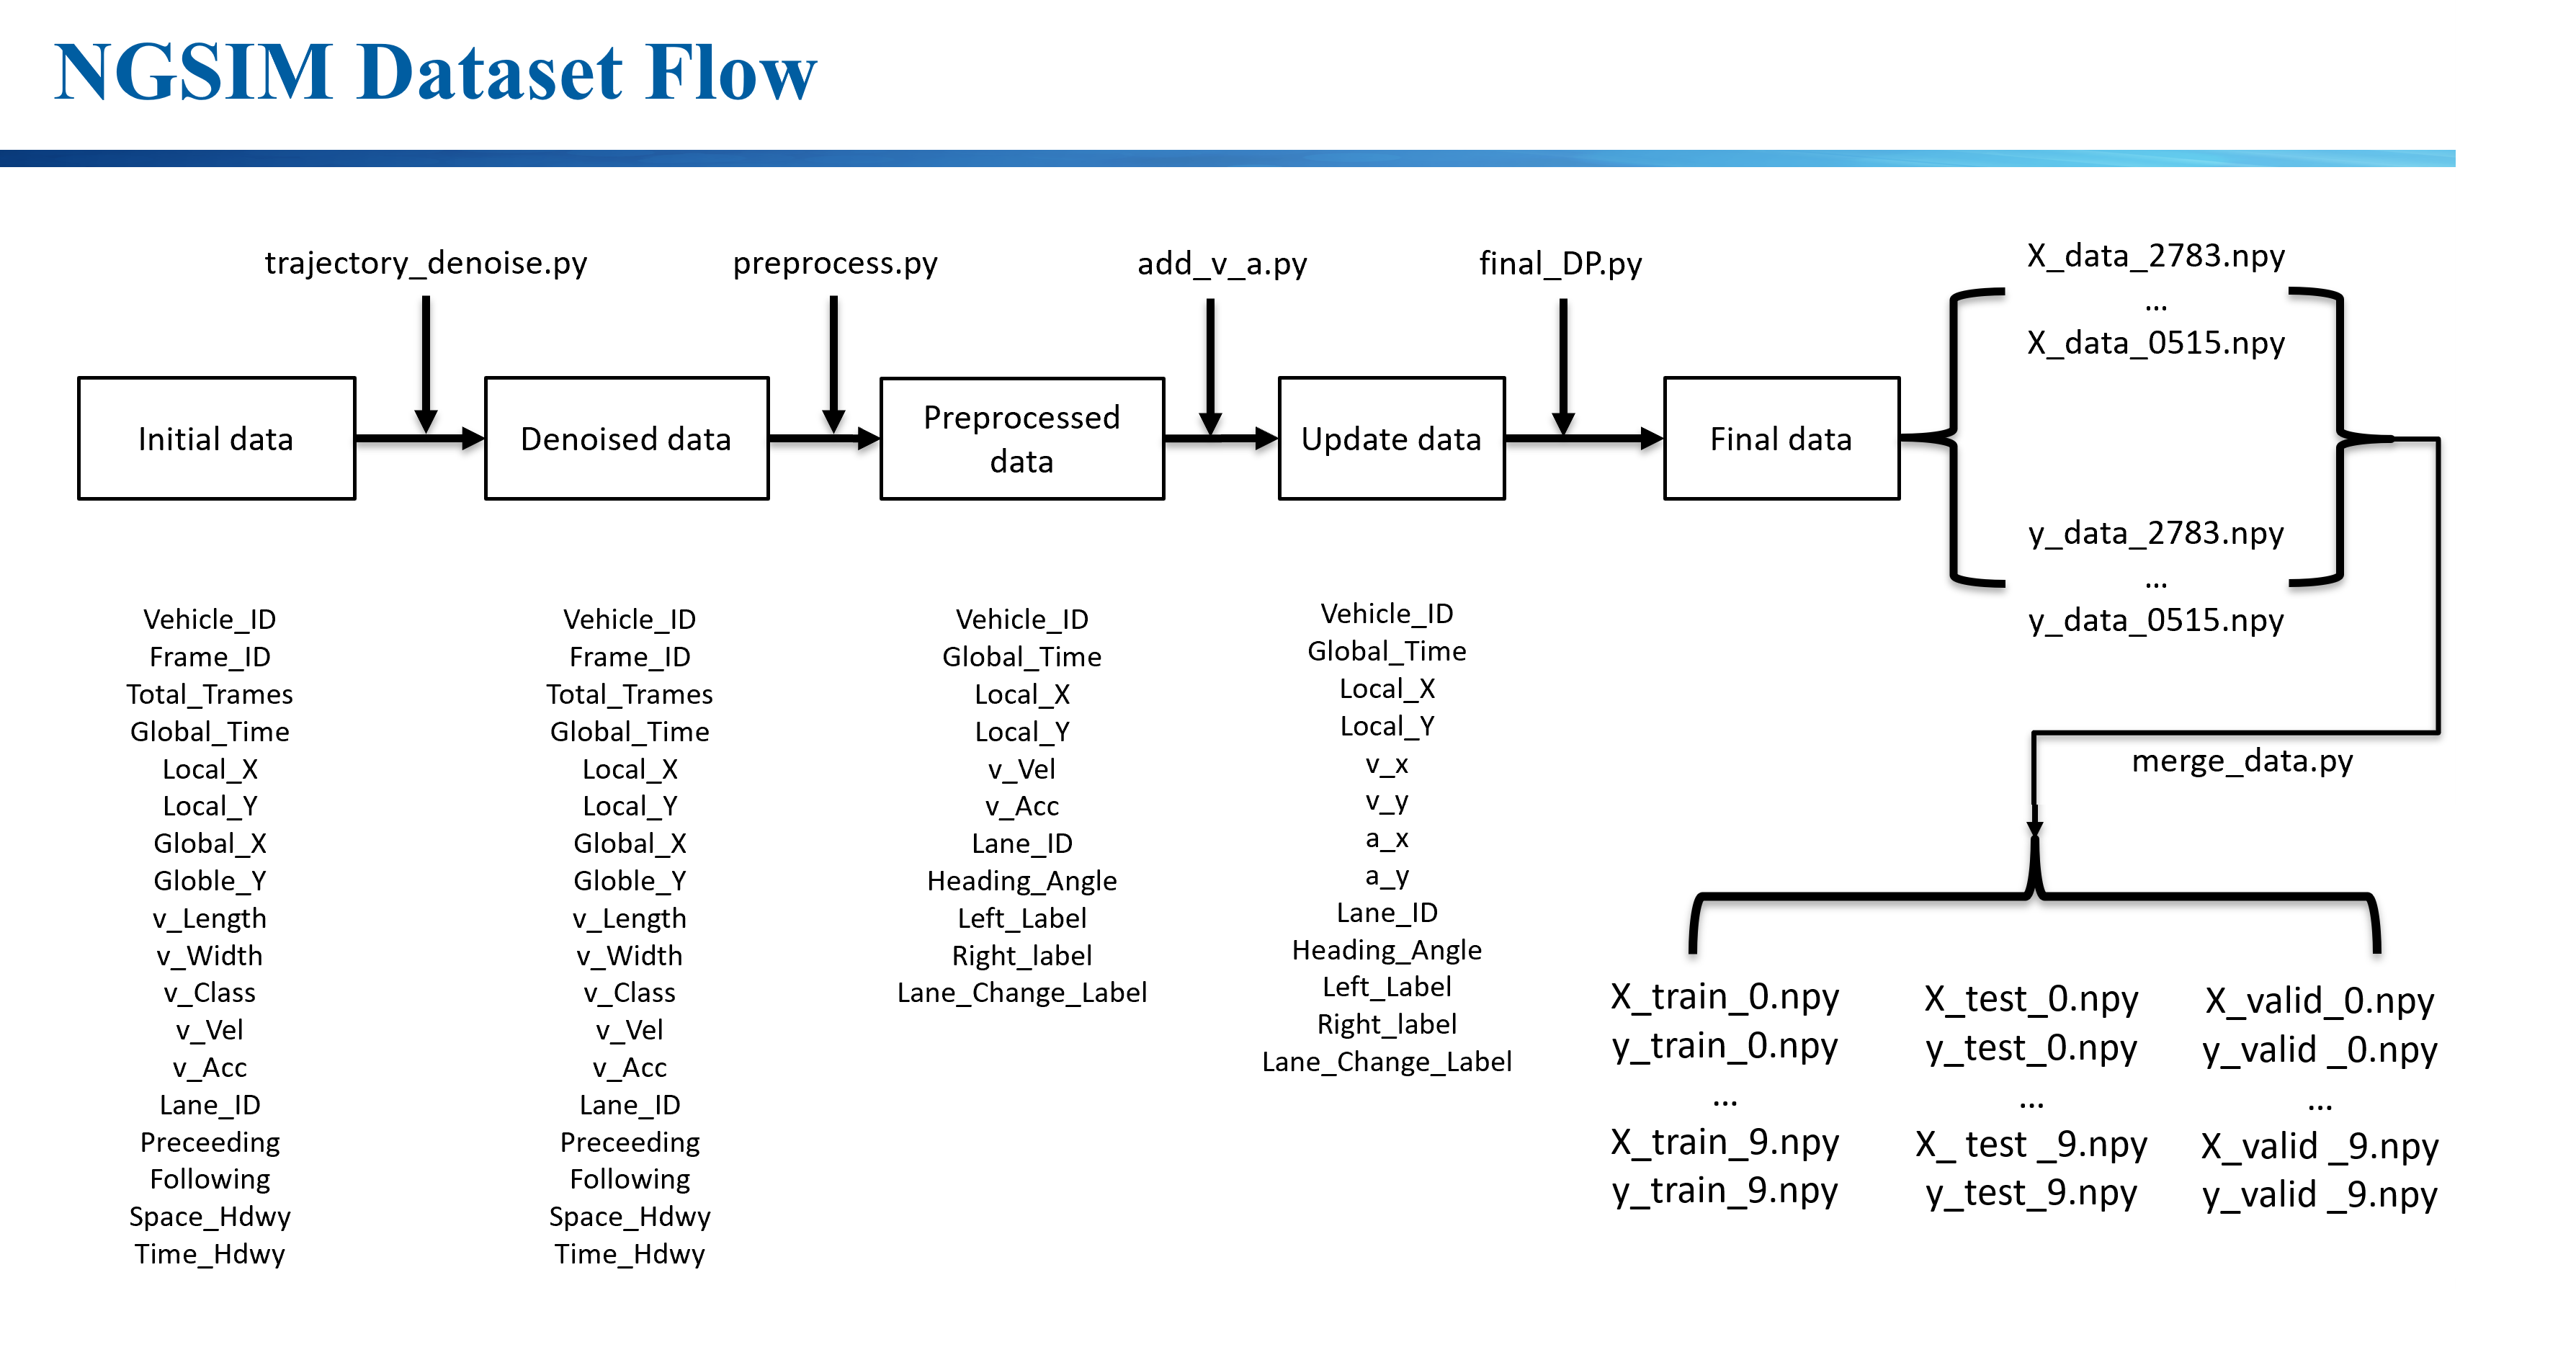 NGSIM Dataset Flow
trajectory_denoise.py
preprocess.py
add_v_a.py
final_DP.py
Initial data
Denoised data
Preprocessed
data
Update data
Final data
X_data_2783.npy
...
X_data_0515.npy
y_data_2783.npy
...
y_data_0515.npy
merge_data.py
Vehicle_ID
Frame_ID
Total_Trames
Global_Time
Local_X
Local_Y
Global_X
Globle_Y
v_Length
v_Width
v_Class
v_Vel
v_Acc
Lane_ID
Preceeding
Following
Space_Hdwy
Time_Hdwy
Vehicle_ID
Frame_ID
Total_Trames
Global_Time
Local_X
Local_Y
Global_X
Globle_Y
v_Length
v_Width
v_Class
v_Vel
v_Acc
Lane_ID
Preceeding
Following
Space_Hdwy
Time_Hdwy
Vehicle_ID
Global_Time
Local_X
Local_Y
v_Vel
v_Acc
Lane_ID
Heading_Angle
Left_Label
Right_label
Lane_Change_Label
Vehicle_ID
Global_Time
Local_X
Local_Y
v_x
v_y
a_x
a_y
Lane_ID
Heading_Angle
Left_Label
Right_label
Lane_Change_Label
X_train_0.npy
y_train_0.npy
...
X_train_9.npy
y_train_9.npy
X_test_0.npy
y_test_0.npy
...
X_ test _9.npy
y_test_9.npy
X_valid_0.npy
y_valid _0.npy
...
X_valid _9.npy
y_valid _9.npy